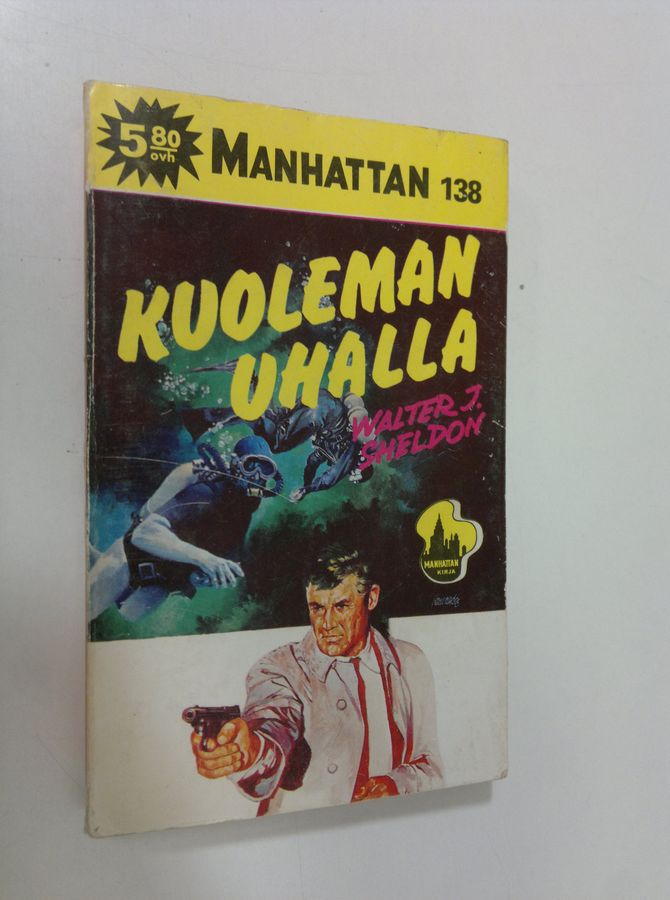 5 80
ovh
MANHATTAN 138
KUOLEMAN
UHALLA
WALTER J.
SHELDON
MANHATTAN
KIRJA